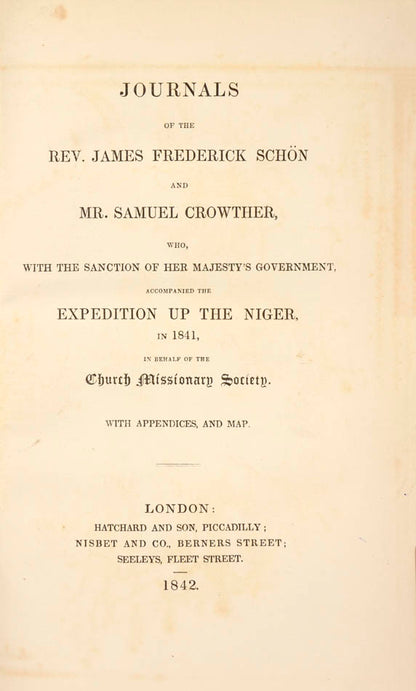 JOURNALS
OF THE
REV. JAMES FREDERICK SCHÖN
AND
MR. SAMUEL CROWTHER,
WHO,
WITH THE SANCTION OF HER MAJESTY'S GOVERNMENT,
ACCOMPANIED THE
EXPEDITION UP THE NIGER,
IN 1841,
IN BEHALF OF THE
Church Missionary Society.
WITH APPENDICES, AND MAP.
LONDON:
HATCHARD AND SON, PICCADILLY;
NISBET AND CO., BERNERS STREET;
SEELEYS, FLEET STREET.
1842.